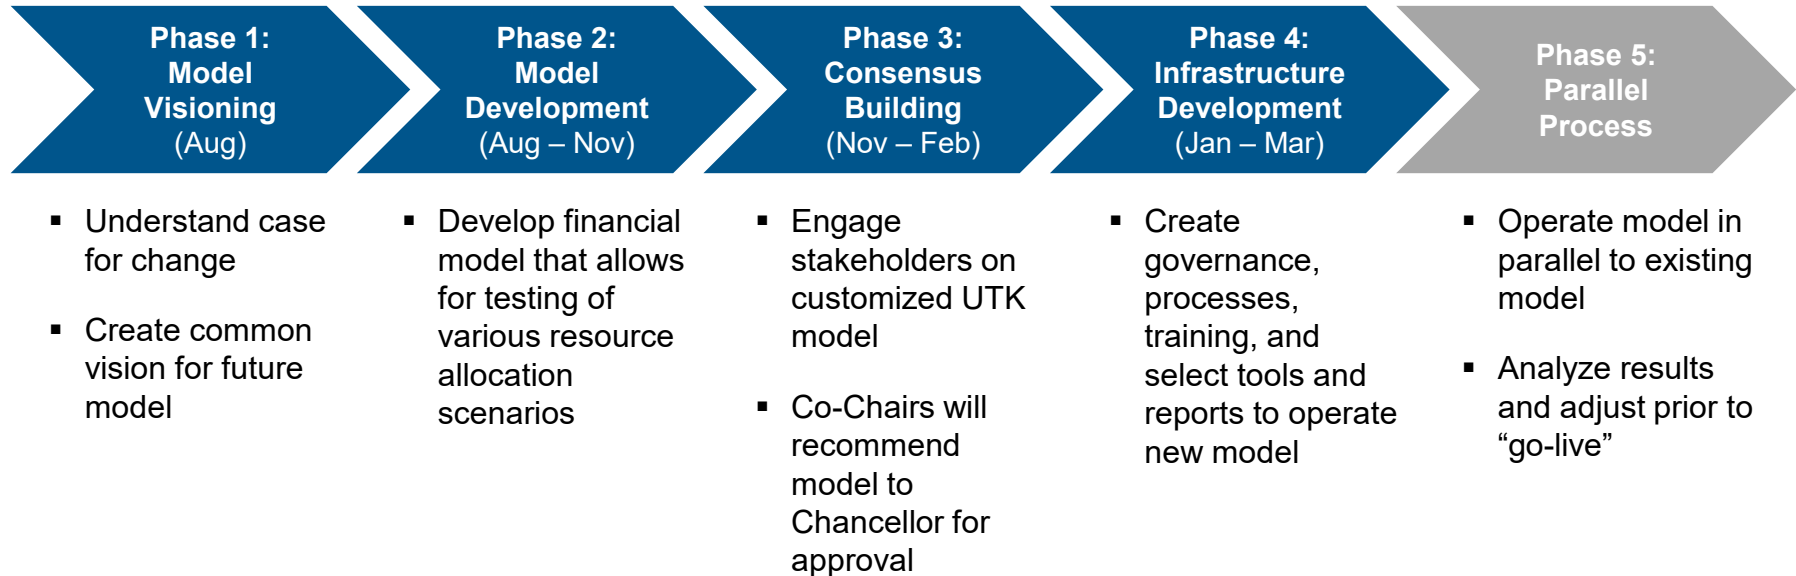 Phase 1:
Model
Visioning
(Aug)
Phase 2:
Model
Development
(Aug – Nov)
Phase 3:
Consensus
Building
(Nov – Feb)
Phase 4:
Infrastructure
Development
(Jan – Mar)
Phase 5:
Parallel
Process
▪ Understand case
for change
▪ Create common
vision for future
model
▪ Develop financial
model that allows
for testing of
various resource
allocation
scenarios
▪ Engage
stakeholders on
customized UTK
model
▪ Co-Chairs will
recommend
model to
Chancellor for
approval
▪ Create
governance,
processes,
training, and
select tools and
reports to operate
new model
▪ Operate model in
parallel to existing
model
▪ Analyze results
and adjust prior to
“go-live”